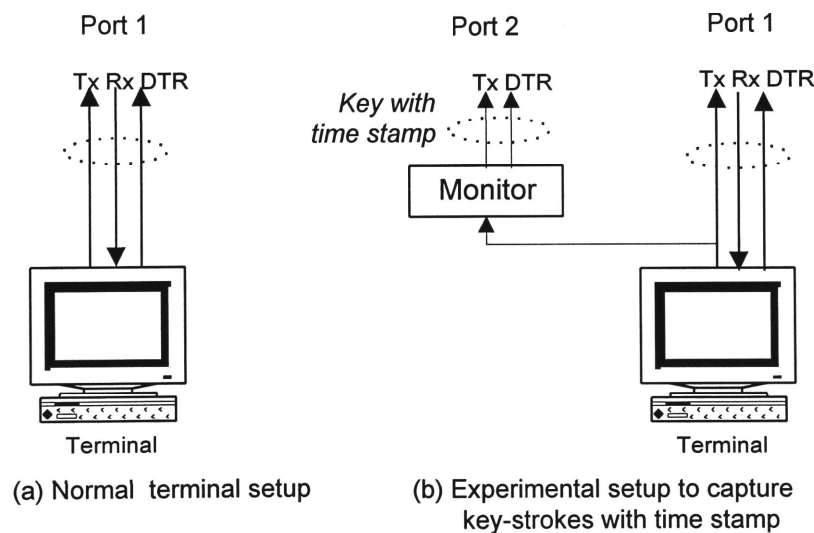 Port 1
Tx Rx DTR
Terminal
(a) Normal terminal setup
Port 2
Tx DTR
Key with
time stamp
Monitor
Port 1
Tx Rx DTR
Terminal
(b) Experimental setup to capture
key-strokes with time stamp